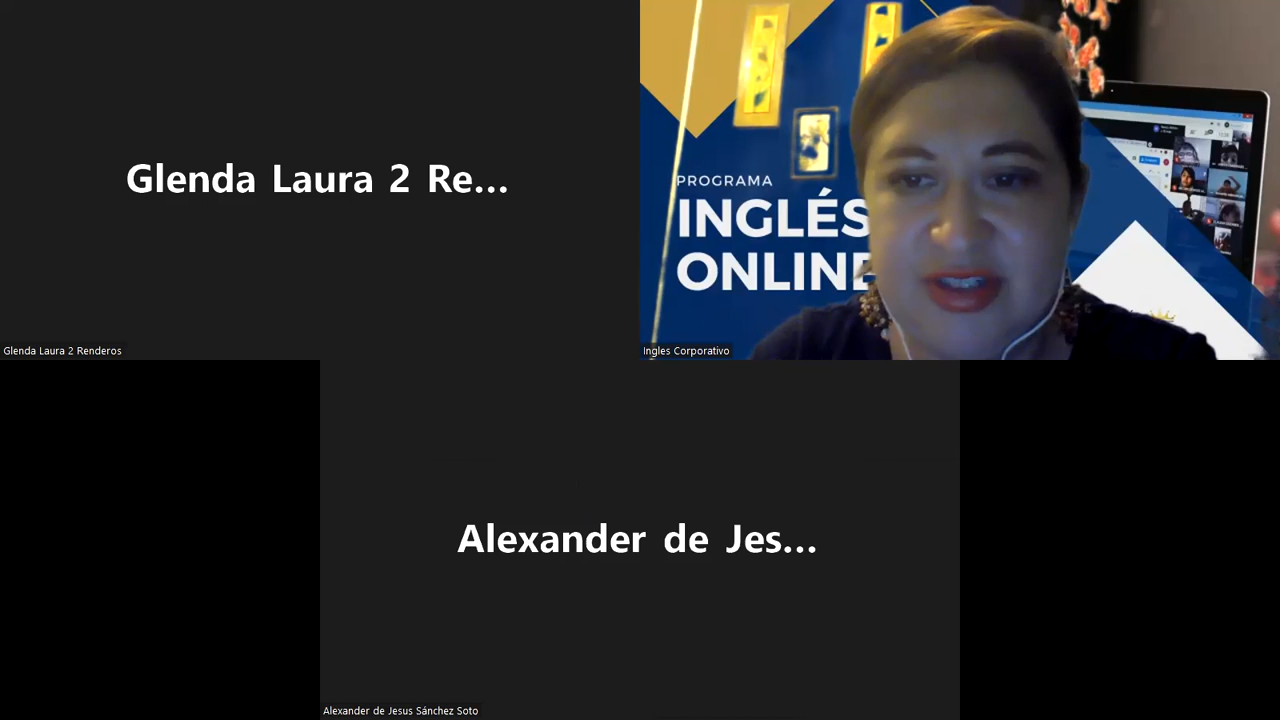 Glenda Laura 2 Re...
Glenda Laura 2 Renderos
PROGRAMA
INGLÉS
ONLINE
Ingles Corporativo
Alexander de Jes...
Alexander de Jesus Sánchez Soto